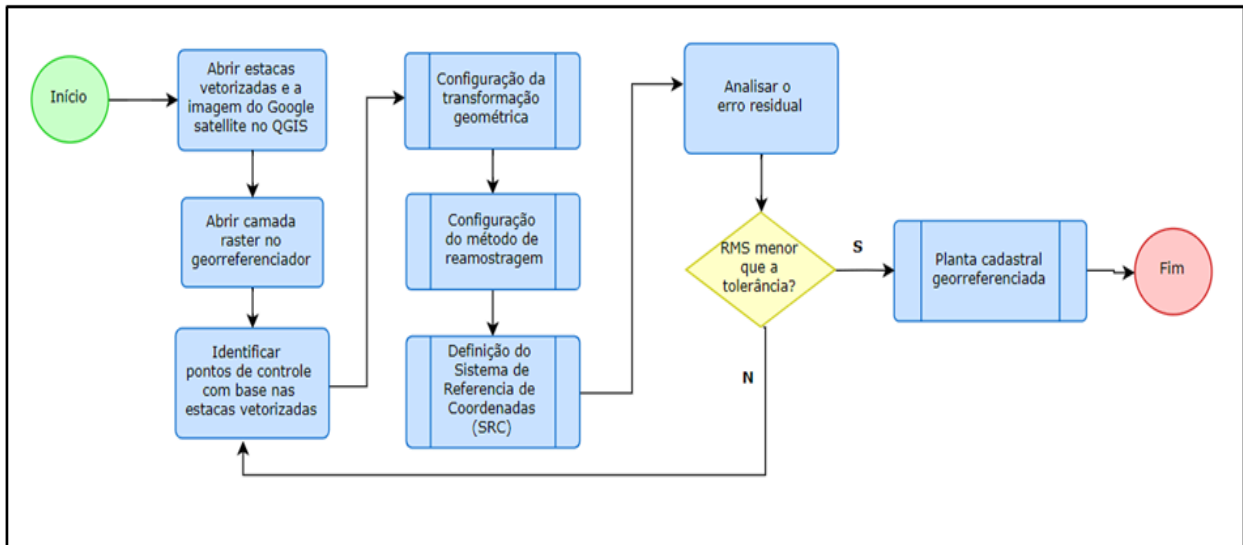 Início
Abrir estacas
vetorizadas e a
imagem do Google
satellite no QGIS
Abrir camada
raster no
georreferenciador
Identificar
pontos de controle
com base nas
estacas vetorizadas
Configuração da
transformação
geométrica
Configuração
do método de
reamostragem
Definição do
Sistema de
Referencia de
Coordenadas
(SRC)
Analisar o
erro residual
RMS menor
que a
tolerância?
S
N
Planta cadastral
georreferenciada
Fim